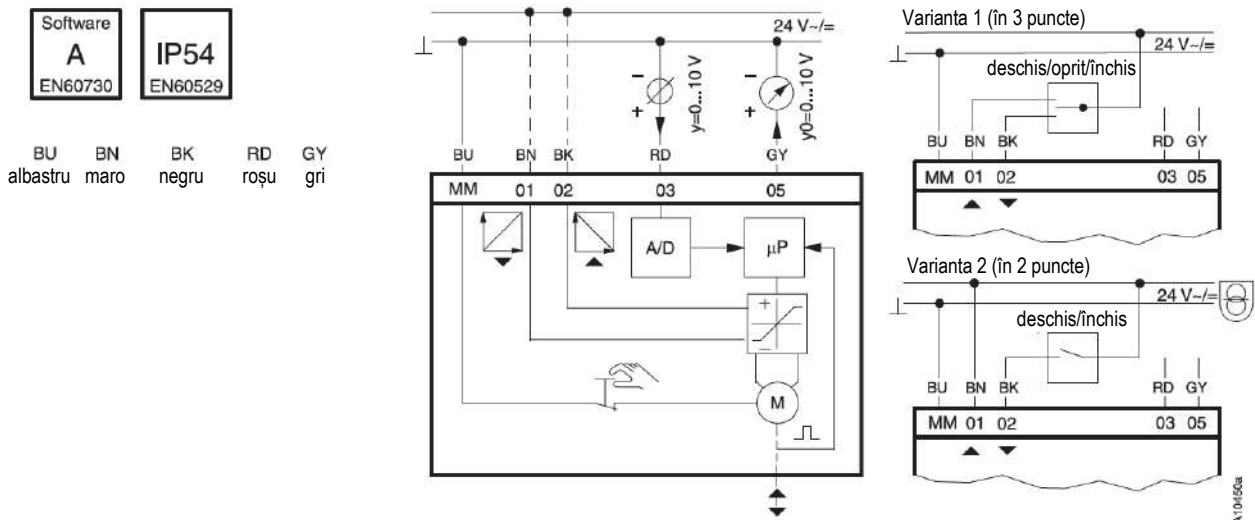 Software
A
EN60730
IP54
EN60529
BU BN BK RD GY
albastru maro negru roșu gri
24 V~/=
⊥
− −
+ +
y=0...10 V
y0=0...10 V
BU BN BK RD GY
MM 01 02 03 05
A/D
µP
+
−
M
Varianta 1 (în 3 puncte)
24 V~/=
⊥
deschis/oprit/închis
BU BN BK RD GY
MM 01 02 03 05
Varianta 2 (în 2 puncte)
24 V~/=
⊥
deschis/închis
BU BN BK RD GY
MM 01 02 03 05
A10450a